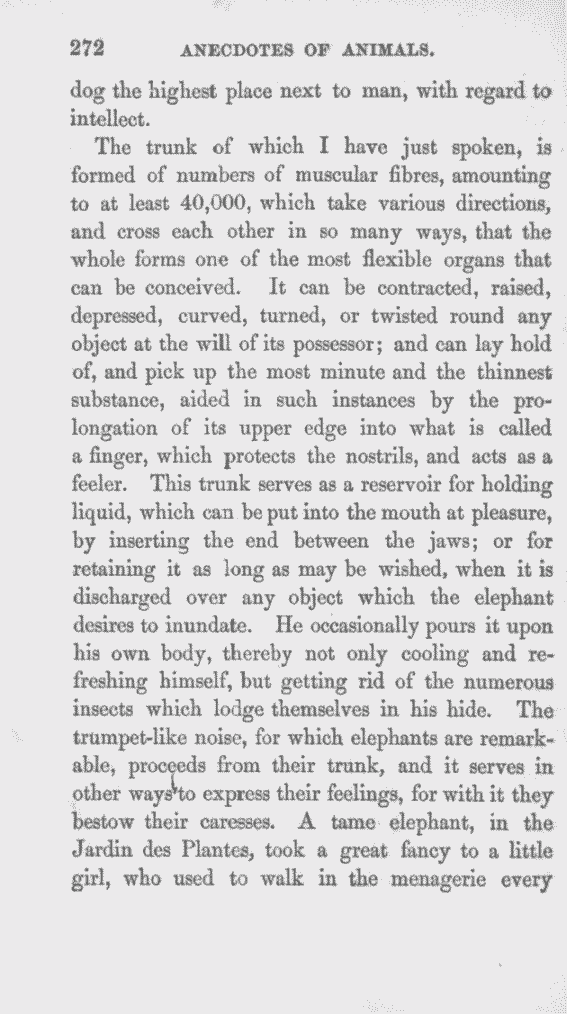 272 ANECDOTES OF ANIMALS.
dog the highest place next to man, with regard to
intellect.
The trunk of which I have just spoken, is
formed of numbers of muscular fibres, amounting
to at least 40,000, which take various directions,
and cross each other in so many ways, that the
whole forms one of the most flexible organs that
can be conceived. It can be contracted, raised,
depressed, curved, turned, or twisted round any
object at the will of its possessor; and can lay hold
of, and pick up the most minute and the thinnest
substance, aided in such instances by the pro-
longation of its upper edge into what is called
a finger, which protects the nostrils, and acts as a
feeler. This trunk serves as a reservoir for holding
liquid, which can be put into the mouth at pleasure,
by inserting the end between the jaws; or for
retaining it as long as may be wished, when it is
discharged over any object which the elephant
desires to inundate. He occasionally pours it upon
his own body, thereby not only cooling and re-
freshing himself, but getting rid of the numerous
insects which lodge themselves in his hide. The
trumpet-like noise, for which elephants are remark-
able, proceeds from their trunk, and it serves in
other ways to express their feelings, for with it they
bestow their caresses. A tame elephant, in the
Jardin des Plantes, took a great fancy to a little
girl, who used to walk in the menagerie every